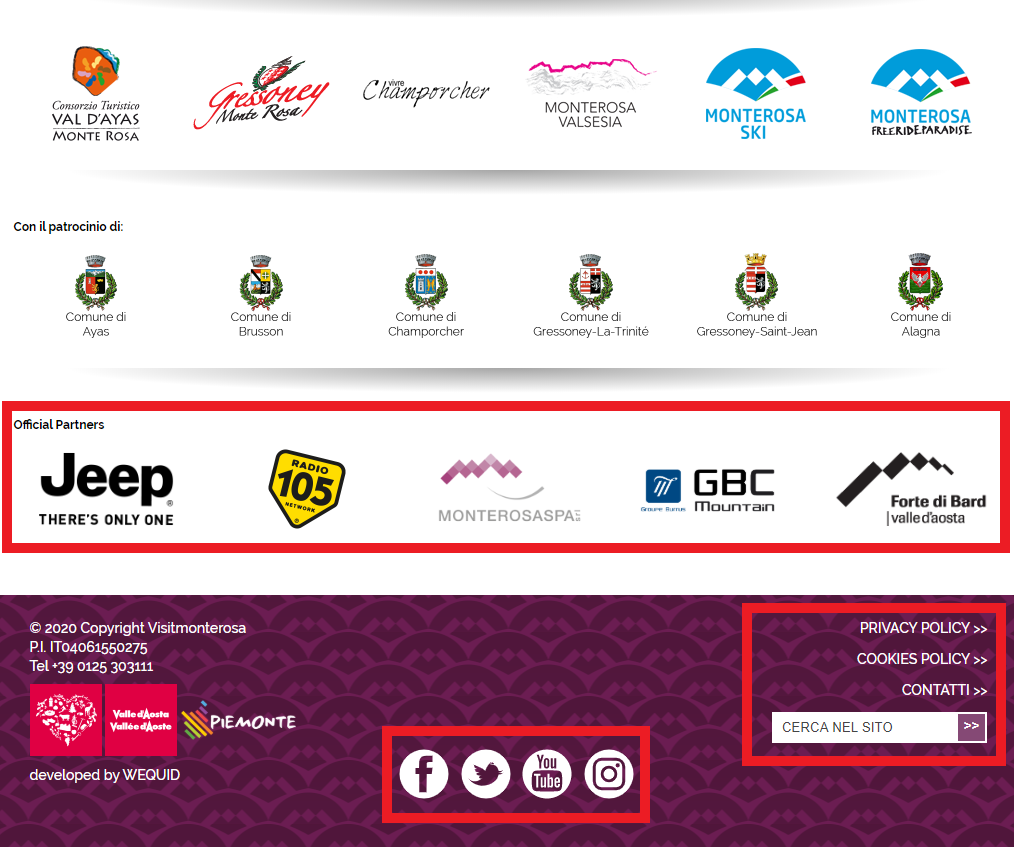 Consorzio Turistico
VAL D'AYAS
MONTE ROSA
Gressoney
Monte Rosa
vivre
Champorcher
MONTEROSA
VALSESIA
MONTEROSA
SKI
MONTEROSA
FREERIDEPARADISE
Con il patrocinio di:
Comune di
Ayas
Comune di
Brusson
Comune di
Champorcher
Comune di
Gressoney-La-Trinité
Comune di
Gressoney-Saint-Jean
Comune di
Alagna
Official Partners
Jeep®
THERE'S ONLY ONE
RADIO
105
NETWORK
®
MONTEROSASPA
Groupe Burrus
GBC
Mountain
Forte di Bard
valle d'aosta
© 2020 Copyright Visitmonterosa
P.I. IT04061550275
Tel +39 0125 303111
Valle d'Aosta
Vallée d'Aoste
PIEMONTE
developed by WEQUID
You
Tube
PRIVACY POLICY >>
COOKIES POLICY >>
CONTATTI >>
CERCA NEL SITO >>